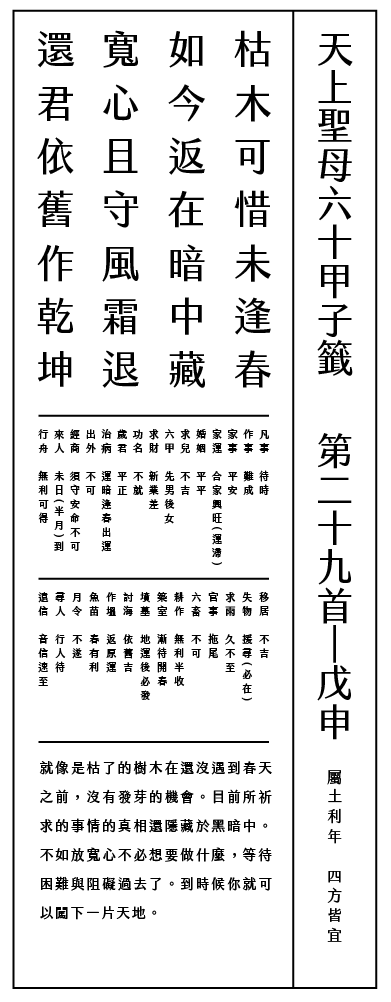 天上聖母六十甲子籤 第二十九首—戊申 屬土利年 四方皆宜
枯木可惜未逢春
如今返在暗中藏
寬心且守風霜退
還君依舊作乾坤
凡事 待時
作事 難成
家事 平安
家運 合家興旺(運滯)
婚姻 平平
求兒 不吉
六甲 先男後女
求財 新業差
功名 不就
歲君 平正
治病 運暗逢春出運
出外 不可
經商 須守安命不可
來人 未日(半月)到
行舟 無利可得
移居 不吉
失物 援尋(必在)
求雨 久不至
官事 拖尾
六畜 不可
耕作 無利半收
築室 漸待開春
墳墓 地運後必發
討海 依舊吉
作塭 返原運
魚苗 春有利
月令 不遂
尋人 行人待
遠信 音信速至
就像是枯了的樹木在還沒遇到春天
之前，沒有發芽的機會。目前所祈
求的事情的真相還隱藏於黑暗中。
不如放寬心不必想要做什麼，等待
困難與阻礙過去了。到時候你就可
以闖下一片天地。